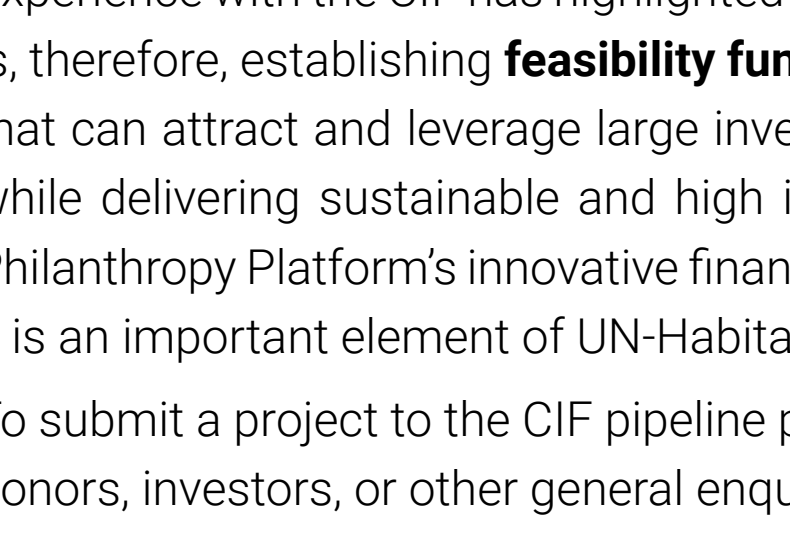 experience with the CIF has highlighted
s, therefore, establishing feasibility fun
hat can attract and leverage large inve
while delivering sustainable and high i
Philanthropy Platform’s innovative finan
is an important element of UN-Habita
To submit a project to the CIF pipeline p
onors, investors, or other general enqu